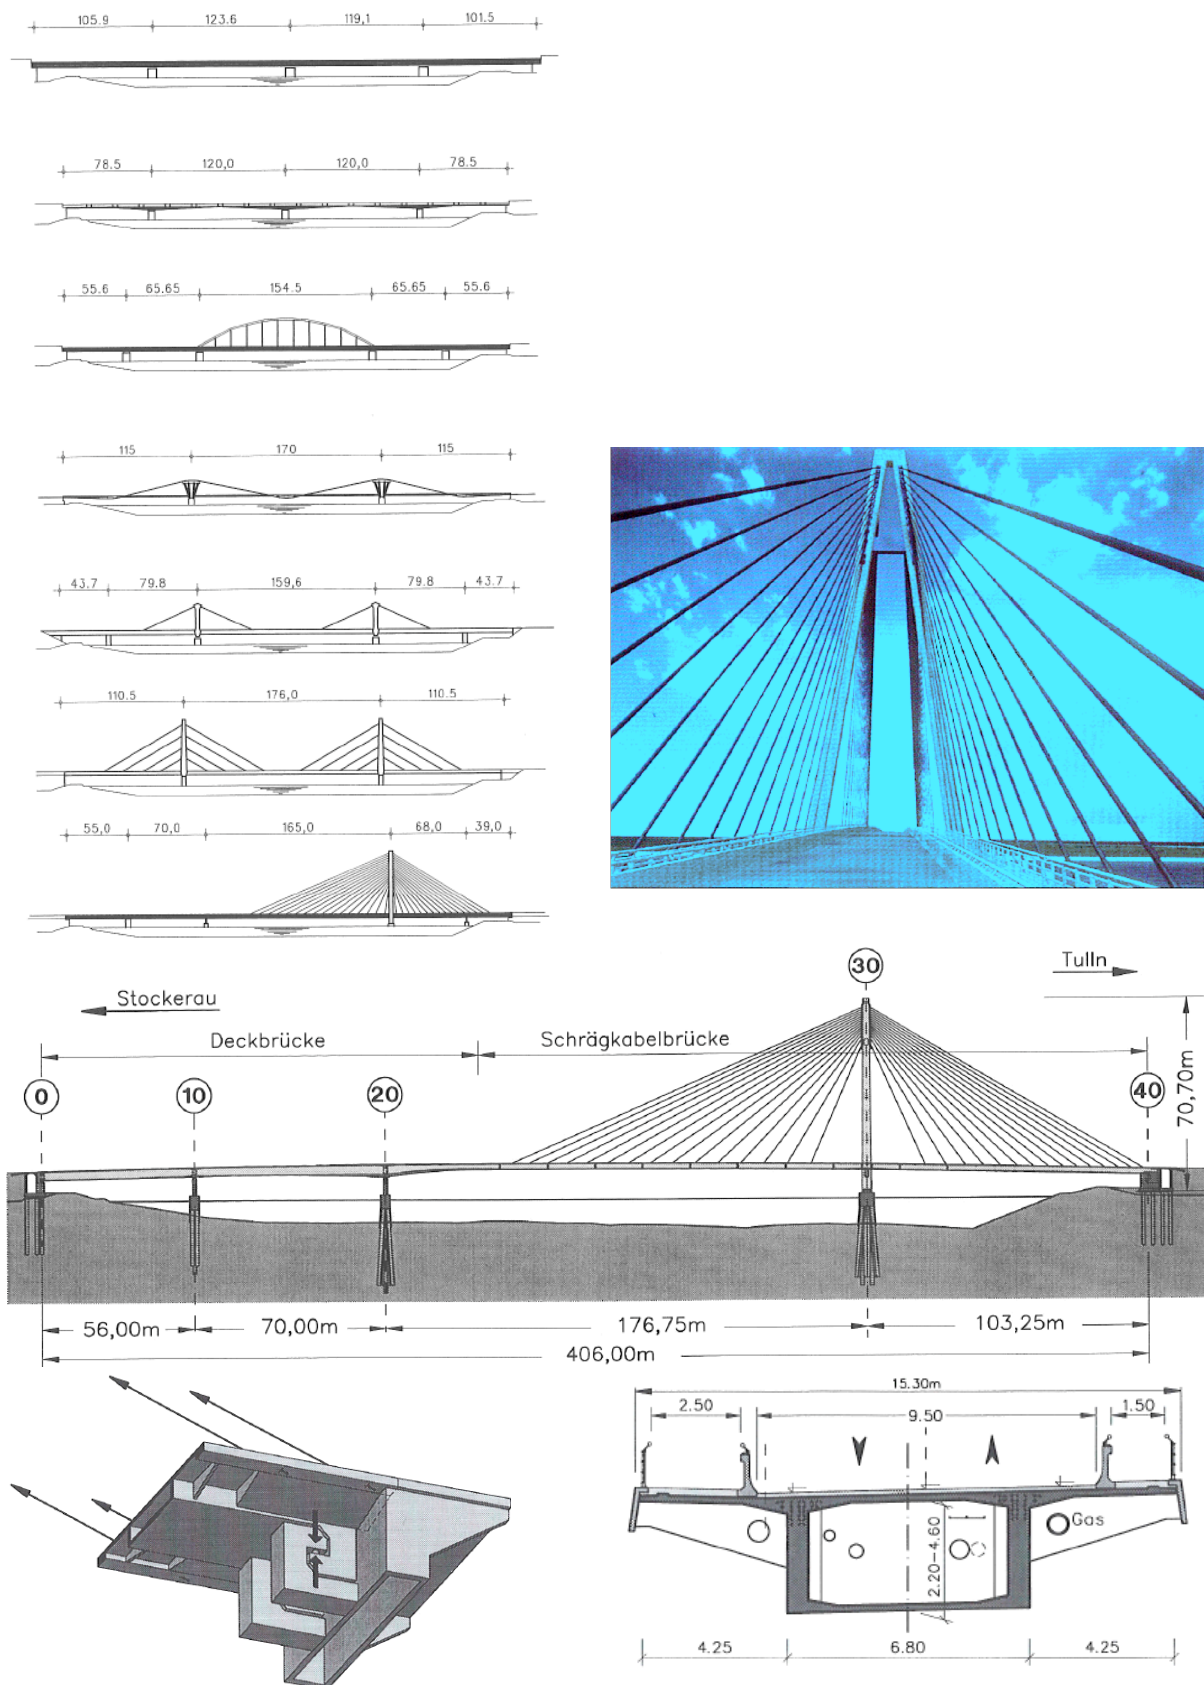 105.9 123.6 119,1 101.5
78.5 120,0 120.0 78.5
55.6 65.65 154.5 65.65 55.6
115 170 115
43.7 79.8 159,6 79.8 43.7
110.5 176,0 110.5
55,0 70,0 165,0 68,0 39,0
30
Tulln
Stockerau
Deckbrücke Schrägkabelbrücke
0 10 20 40
70,70m
56,00m 70,00m 176,75m 103,25m
406,00m
15.30m
2.50 9.50 1.50
Gas
2.20-4.60
4.25 6.80 4.25